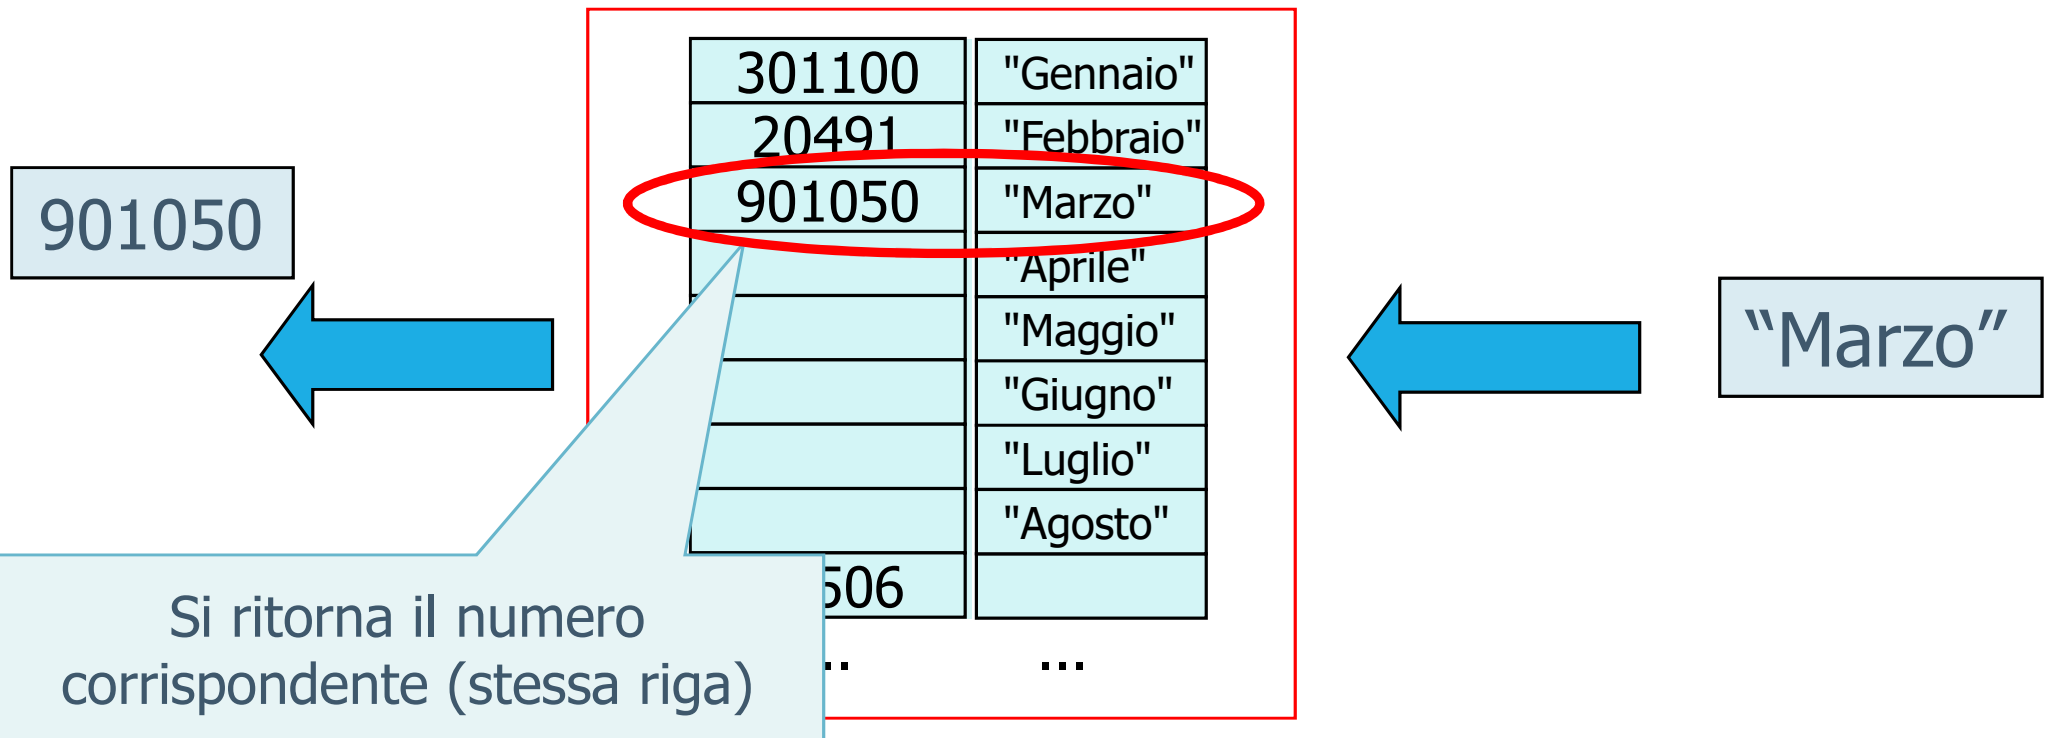 301100 "Gennaio"
20491 "Febbraio"
901050 "Marzo"
"Aprile"
"Maggio"
"Giugno"
"Luglio"
"Agosto"
506
... ...
901050
“Marzo”
Si ritorna il numero
corrispondente (stessa riga)